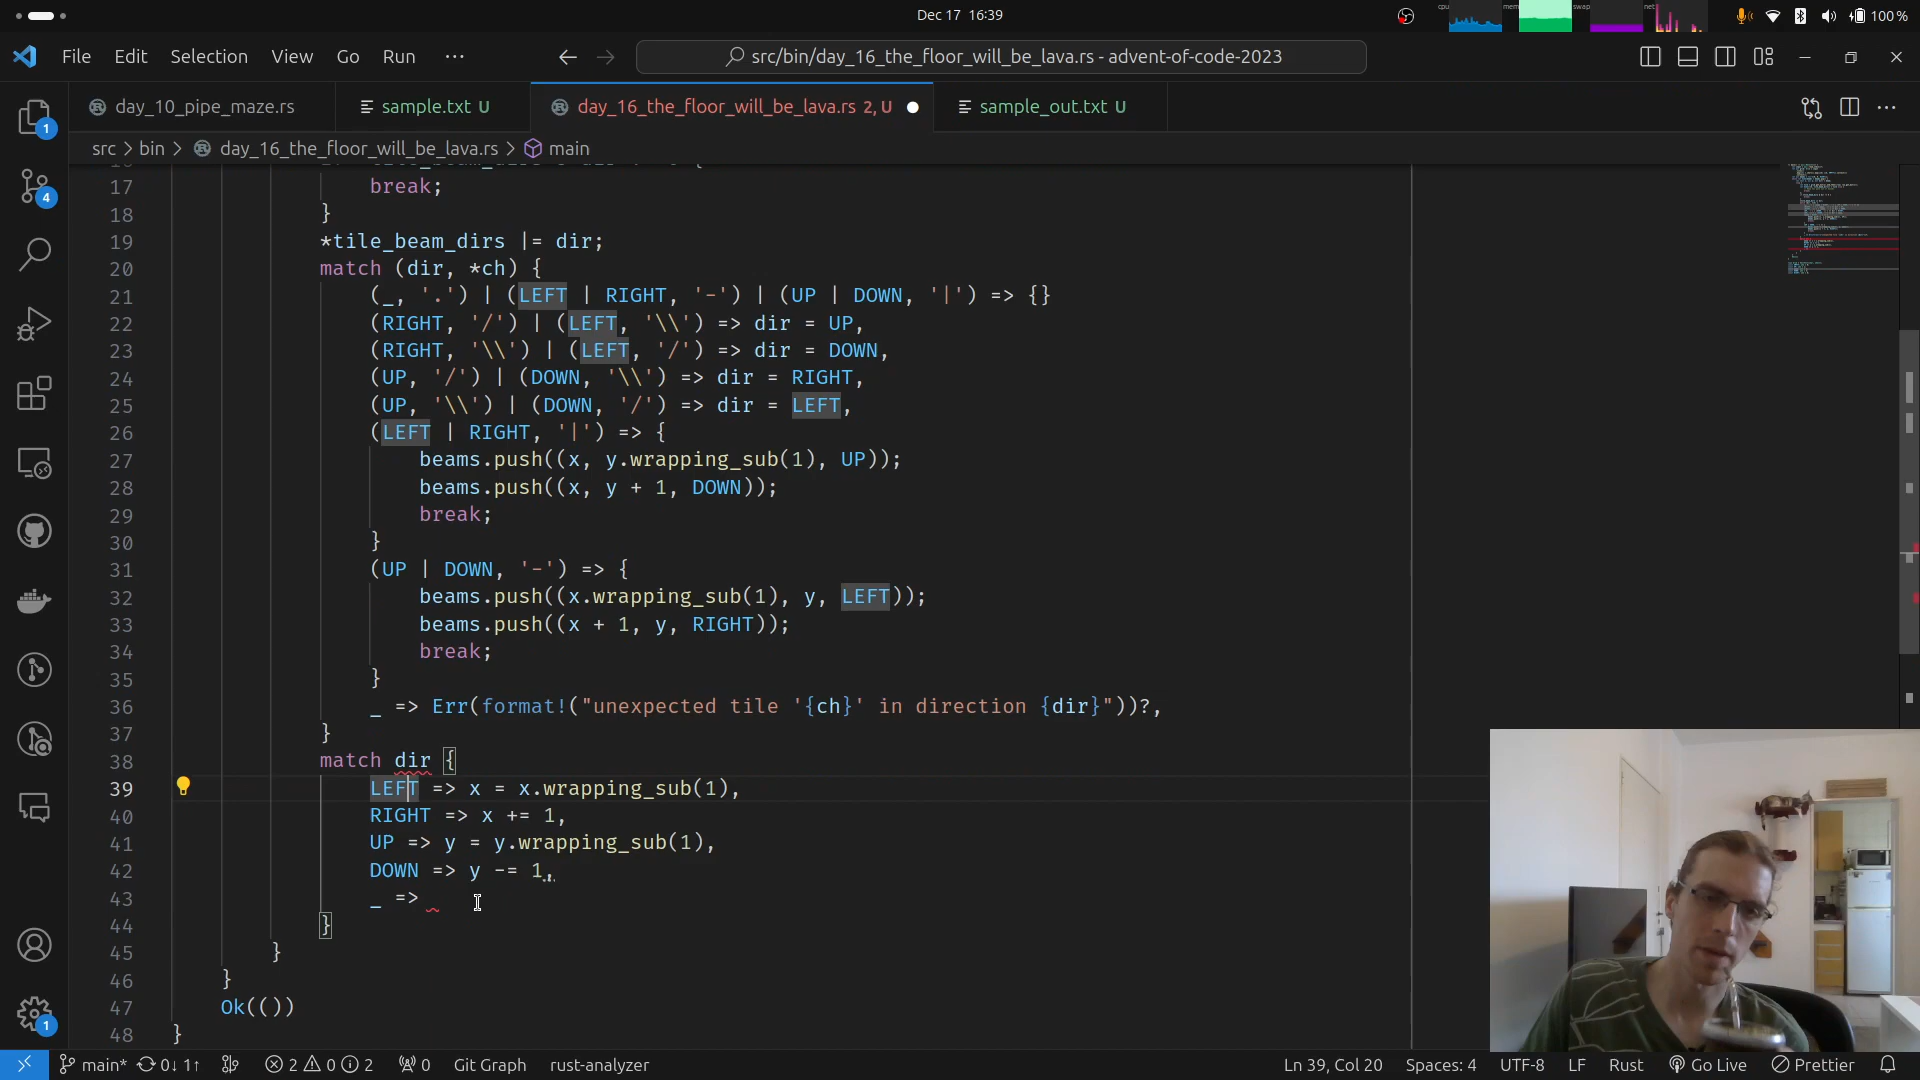 Dec 17 16:39
cpu
mem
swap
net
100 %
File Edit Selection View Go Run ···
src/bin/day_16_the_floor_will_be_lava.rs - advent-of-code-2023
day_10_pipe_maze.rs
sample.txt U
day_16_the_floor_will_be_lava.rs 2, U
sample_out.txt U
src > bin > day_16_the_floor_will_be_lava.rs > main
17 break;
18 }
19 *tile_beam_dirs |= dir;
20 match (dir, *ch) {
21 (_, '.') | (LEFT | RIGHT, '-') | (UP | DOWN, '|') => {}
22 (RIGHT, '/') | (LEFT, '\\') => dir = UP,
23 (RIGHT, '\\') | (LEFT, '/') => dir = DOWN,
24 (UP, '/') | (DOWN, '\\') => dir = RIGHT,
25 (UP, '\\') | (DOWN, '/') => dir = LEFT,
26 (LEFT | RIGHT, '|') => {
27 beams.push((x, y.wrapping_sub(1), UP));
28 beams.push((x, y + 1, DOWN));
29 break;
30 }
31 (UP | DOWN, '-') => {
32 beams.push((x.wrapping_sub(1), y, LEFT));
33 beams.push((x + 1, y, RIGHT));
34 break;
35 }
36 _ => Err(format!("unexpected tile '{ch}' in direction {dir}"))?,
37 }
38 match dir {
39 LEFT => x = x.wrapping_sub(1),
40 RIGHT => x += 1,
41 UP => y = y.wrapping_sub(1),
42 DOWN => y -= 1,
43 _ =>
44 }
45 }
46 }
47 Ok(())
48 }
1
4
1
main* 0↓ 1↑ 2 0 2 0 Git Graph rust-analyzer
Ln 39, Col 20 Spaces: 4 UTF-8 LF Rust Go Live Prettier